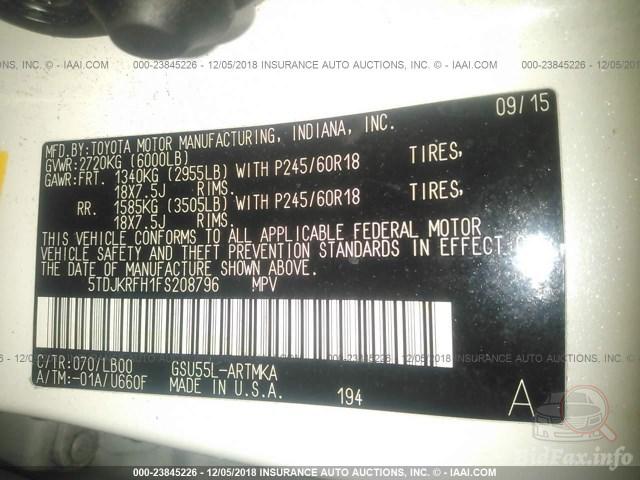 TIONS, INC. - IAAI.COM 000-23845226 - 12/05/2018 INSURANCE AUTO AUCTIONS, INC. - IAAI.COM 000-23845226 - 12/05
09/15
MFD.BY:TOYOTA MOTOR MANUFACTURING, INDIANA, INC.
GVWR:2720KG (6000LB)
GAWR:FRT. 1340KG (2955LB) WITH P245/60R18 TIRES,
18X7.5J RIMS,
RR. 1585KG (3505LB) WITH P245/60R18 TIRES,
18X7.5J RIMS.
THIS VEHICLE CONFORMS TO ALL APPLICABLE FEDERAL MOTOR
VEHICLE SAFETY AND THEFT PREVENTION STANDARDS IN EFFECT ON
THE DATE OF MANUFACTURE SHOWN ABOVE.
5TDJKRFH1FS208796 MPV
C/TR:070/LB00 GSU55L-ARTMKA
A/TM:-01A/U660F MADE IN U.S.A. 194 A
BidFax.info
000-23845226 - 12/05/2018 INSURANCE AUTO AUCTIONS, INC. - IAAI.COM